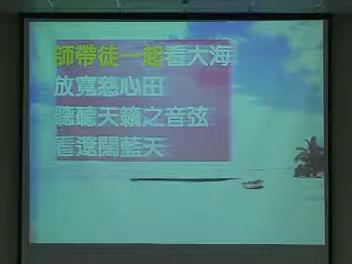 師帶徒一起看大海
放寬慈心田
聽聽天籟之音弦
看遼闊藍天